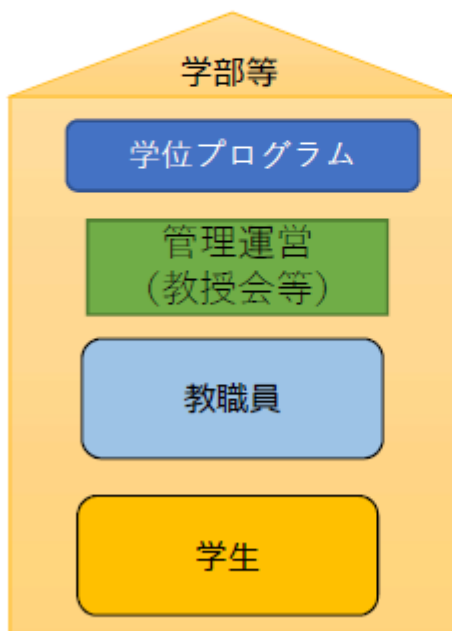 学部等
学位プログラム
管理運営
（教授会等）
教職員
学生